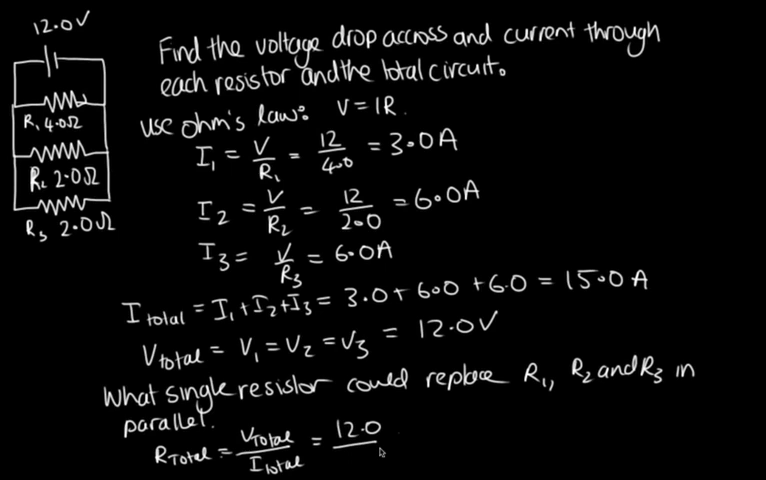 12.0V
R1 4.0Ω
R2 2.0Ω
R3 2.0Ω
Find the voltage drop accross and current through
each resistor and the total circuit.
use ohm's law: V = IR.
I1 = V/R1 = 12/4.0 = 3.0A
I2 = V/R2 = 12/2.0 = 6.0A
I3 = V/R3 = 6.0A
Itotal = I1+I2+I3 = 3.0+6.0+6.0 = 15.0A
Vtotal = V1 = V2 = V3 = 12.0V
What single resistor could replace R1, R2 and R3 in
parallel.
RTotal = VTotal/Itotal = 12.0